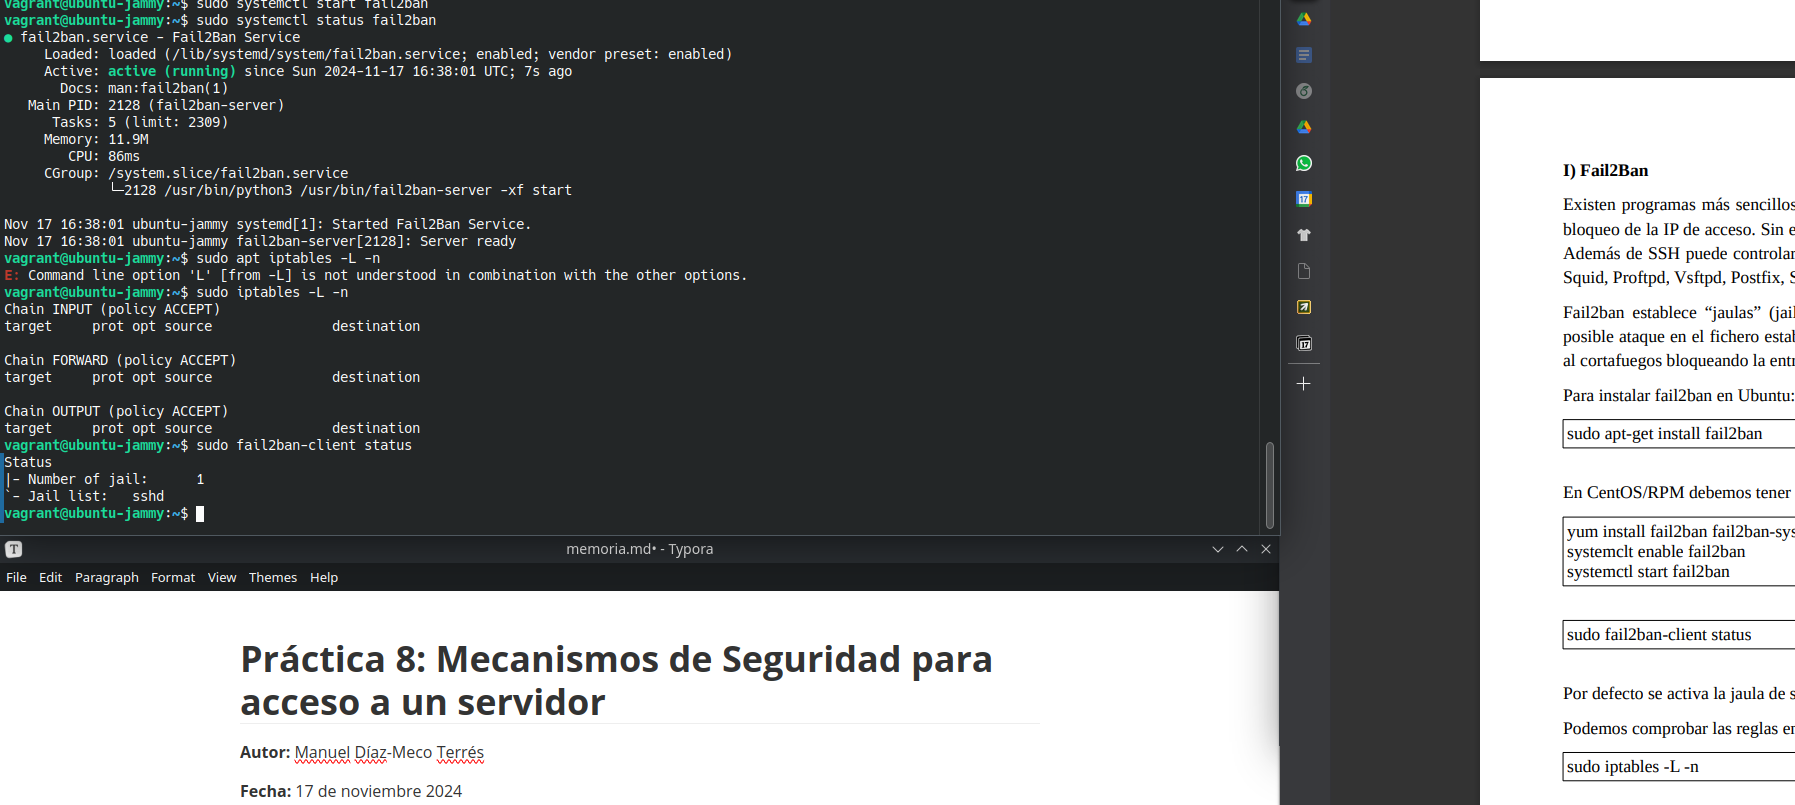 vagrant@ubuntu-jammy:~$ sudo systemctl start fail2ban
vagrant@ubuntu-jammy:~$ sudo systemctl status fail2ban
● fail2ban.service - Fail2Ban Service
Loaded: loaded (/lib/systemd/system/fail2ban.service; enabled; vendor preset: enabled)
Active: active (running) since Sun 2024-11-17 16:38:01 UTC; 7s ago
Docs: man:fail2ban(1)
Main PID: 2128 (fail2ban-server)
Tasks: 5 (limit: 2309)
Memory: 11.9M
CPU: 86ms
CGroup: /system.slice/fail2ban.service
└─2128 /usr/bin/python3 /usr/bin/fail2ban-server -xf start
Nov 17 16:38:01 ubuntu-jammy systemd[1]: Started Fail2Ban Service.
Nov 17 16:38:01 ubuntu-jammy fail2ban-server[2128]: Server ready
vagrant@ubuntu-jammy:~$ sudo apt iptables -L -n
E: Command line option 'L' [from -L] is not understood in combination with the other options.
vagrant@ubuntu-jammy:~$ sudo iptables -L -n
Chain INPUT (policy ACCEPT)
target     prot opt source               destination
Chain FORWARD (policy ACCEPT)
target     prot opt source               destination
Chain OUTPUT (policy ACCEPT)
target     prot opt source               destination
vagrant@ubuntu-jammy:~$ sudo fail2ban-client status
Status
|- Number of jail:      1
`- Jail list:   sshd
vagrant@ubuntu-jammy:~$
memoria.md• - Typora
File Edit Paragraph Format View Themes Help
Práctica 8: Mecanismos de Seguridad para
acceso a un servidor
Autor: Manuel Díaz-Meco Terrés
Fecha: 17 de noviembre 2024
17
17
I) Fail2Ban
Existen programas más sencillos
bloqueo de la IP de acceso. Sin
Además de SSH puede controlar
Squid, Proftpd, Vsftpd, Postfix,
Fail2ban establece “jaulas”
posible ataque en el fichero
al cortafuegos bloqueando la
Para instalar fail2ban en Ubuntu:
sudo apt-get install fail2ban
En CentOS/RPM debemos tener
yum install fail2ban fail2ban-sys
systemclt enable fail2ban
systemctl start fail2ban
sudo fail2ban-client status
Por defecto se activa la jaula de
Podemos comprobar las reglas
sudo iptables -L -n